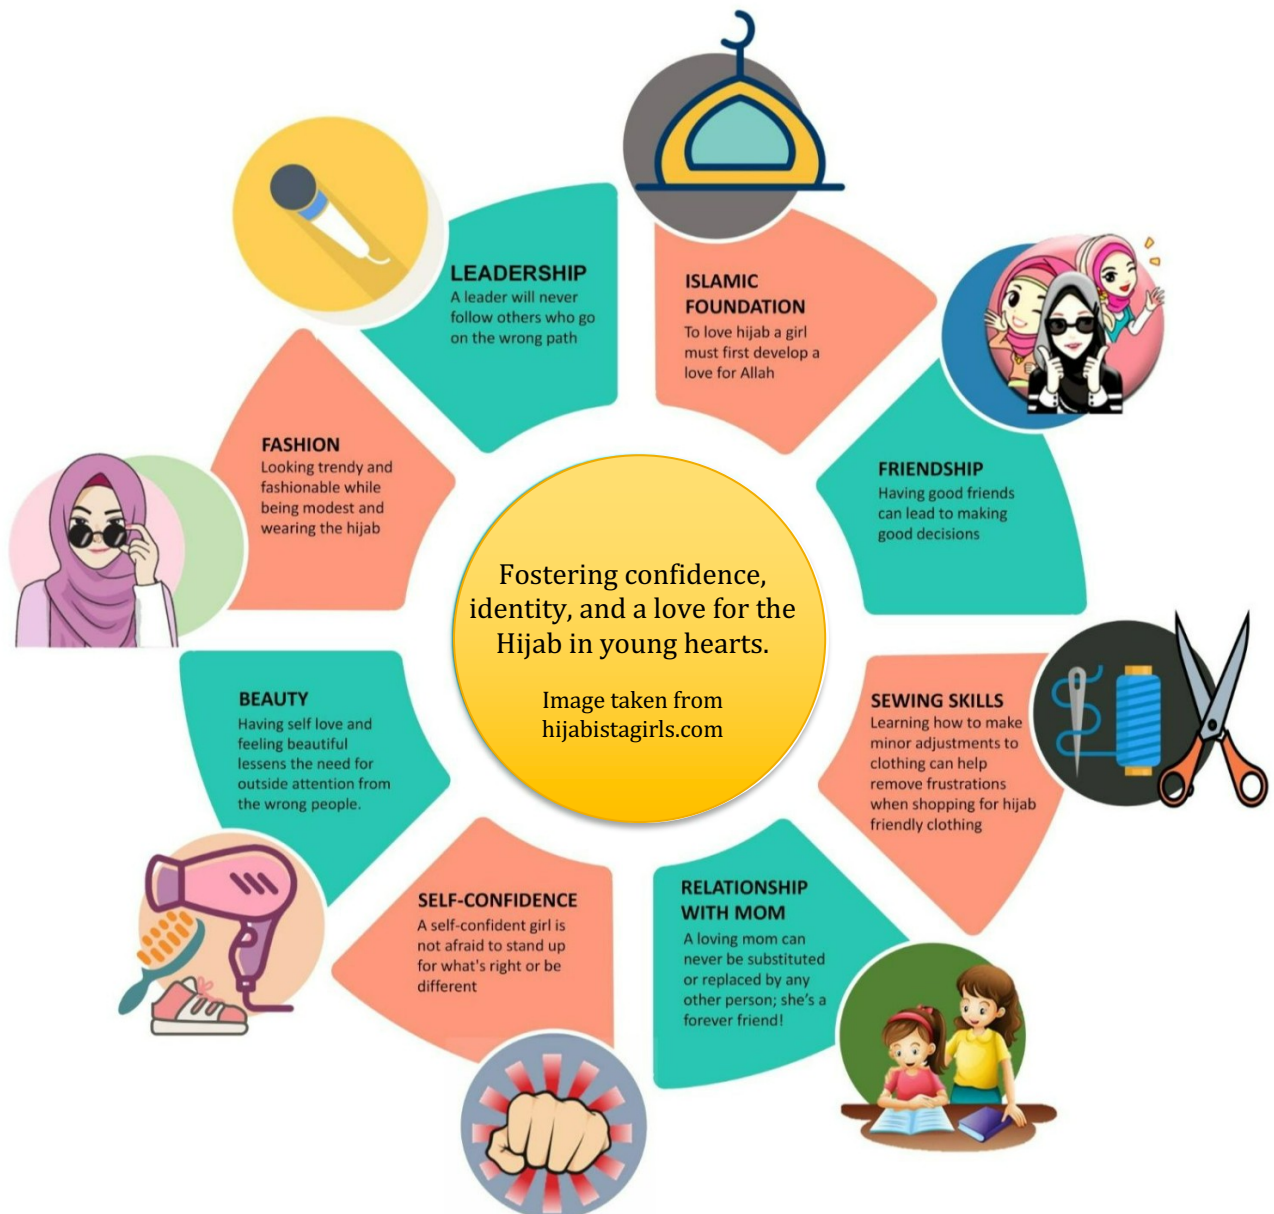 LEADERSHIP
A leader will never
follow others who go
on the wrong path
ISLAMIC
FOUNDATION
To love hijab a girl
must first develop a
love for Allah
FRIENDSHIP
Having good friends
can lead to making
good decisions
SEWING SKILLS
Learning how to make
minor adjustments to
clothing can help
remove frustrations
when shopping for hijab
friendly clothing
RELATIONSHIP
WITH MOM
A loving mom can
never be substituted
or replaced by any
other person; she's a
forever friend!
SELF-CONFIDENCE
A self-confident girl is
not afraid to stand up
for what's right or be
different
BEAUTY
Having self love and
feeling beautiful
lessens the need for
outside attention from
the wrong people.
FASHION
Looking trendy and
fashionable while
being modest and
wearing the hijab
Fostering confidence,
identity, and a love for the
Hijab in young hearts.
Image taken from
hijabistagirls.com